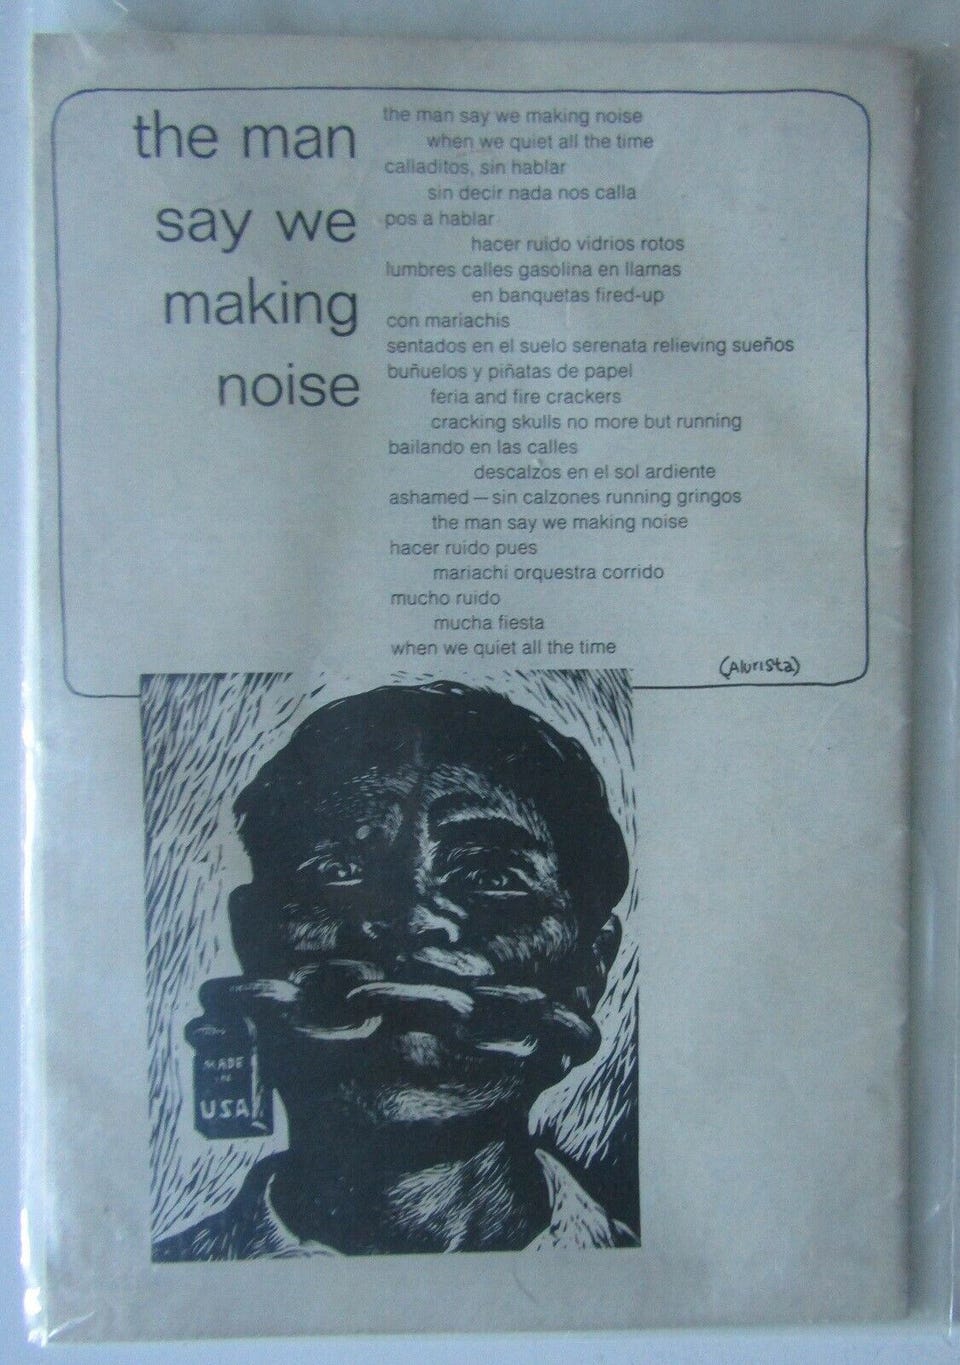 the man
say we
making
noise
the man say we making noise
when we quiet all the time
calladitos, sin hablar
sin decir nada nos calla
pos a hablar
hacer ruido vidrios rotos
lumbres calles gasolina en llamas
en banquetas fired-up
con mariachis
sentados en el suelo serenata relieving sueños
buñuelos y piñatas de papel
feria and fire crackers
cracking skulls no more but running
bailando en las calles
descalzos en el sol ardiente
ashamed — sin calzones running gringos
the man say we making noise
hacer ruido pues
mariachi orquestra corrido
mucho ruido
mucha fiesta
when we quiet all the time
(Alurista)
MADE
IN
USA